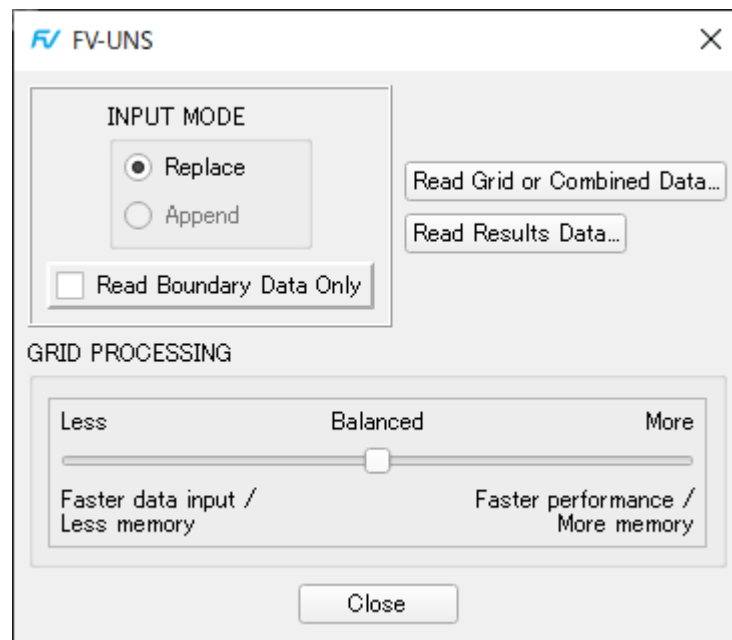 FV FV-UNS
INPUT MODE
Replace
Append
Read Boundary Data Only
Read Grid or Combined Data...
Read Results Data...
GRID PROCESSING
Less Balanced More
Faster data input /
Less memory
Faster performance /
More memory
Close